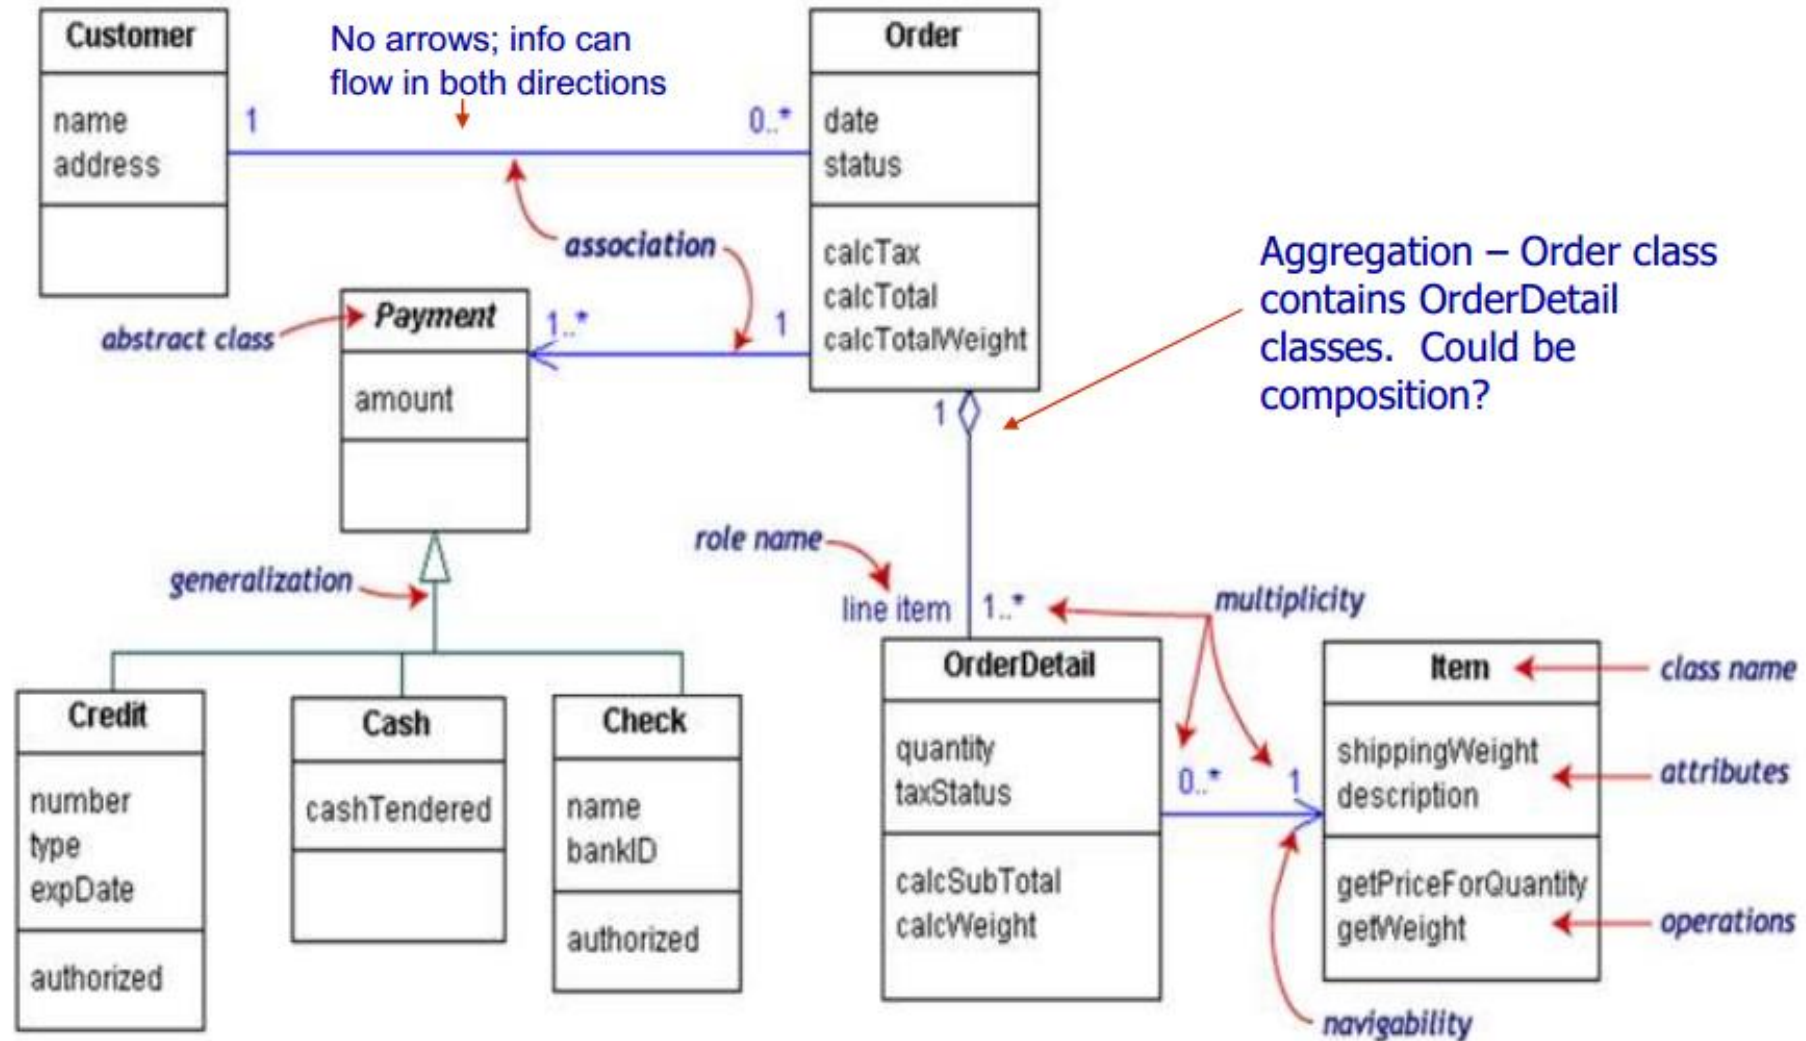 Customer
name
address
No arrows; info can
flow in both directions
1
0..*
association
Order
date
status
calcTax
calcTotal
calcTotalWeight
abstract class
Payment
amount
1..*
1
1
Aggregation – Order class
contains OrderDetail
classes. Could be
composition?
generalization
role name
line item
1..*
multiplicity
Credit
number
type
expDate
authorized
Cash
cashTendered
Check
name
bankID
authorized
OrderDetail
quantity
taxStatus
calcSubTotal
calcWeight
0..*
1
Item
shippingWeight
description
getPriceForQuantity
getWeight
class name
attributes
operations
navigability